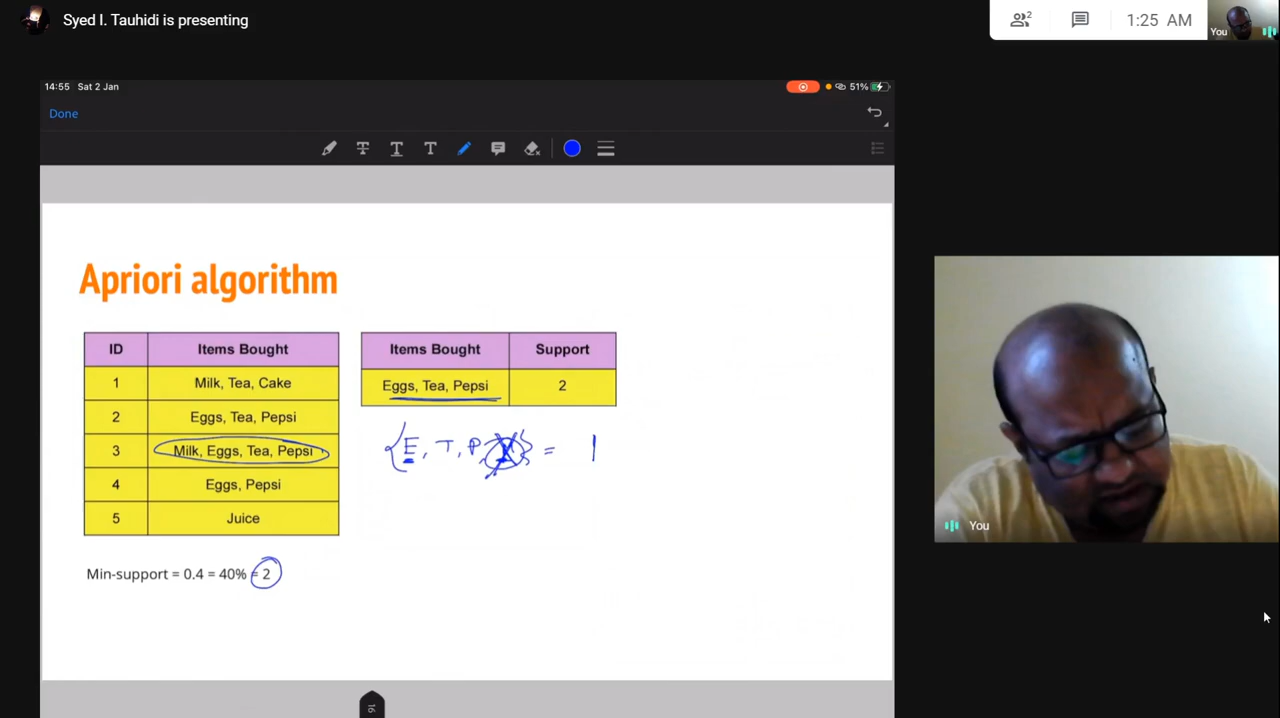 Syed I. Tauhidi is presenting
2
1:25 AM
You
14:55 Sat 2 Jan
51%
Done
T T T
Apriori algorithm
ID Items Bought
1 Milk, Tea, Cake
2 Eggs, Tea, Pepsi
3 Milk, Eggs, Tea, Pepsi
4 Eggs, Pepsi
5 Juice
Items Bought Support
Eggs, Tea, Pepsi 2
{E, T, P, } = 1
Min-support = 0.4 = 40% = 2
You
16